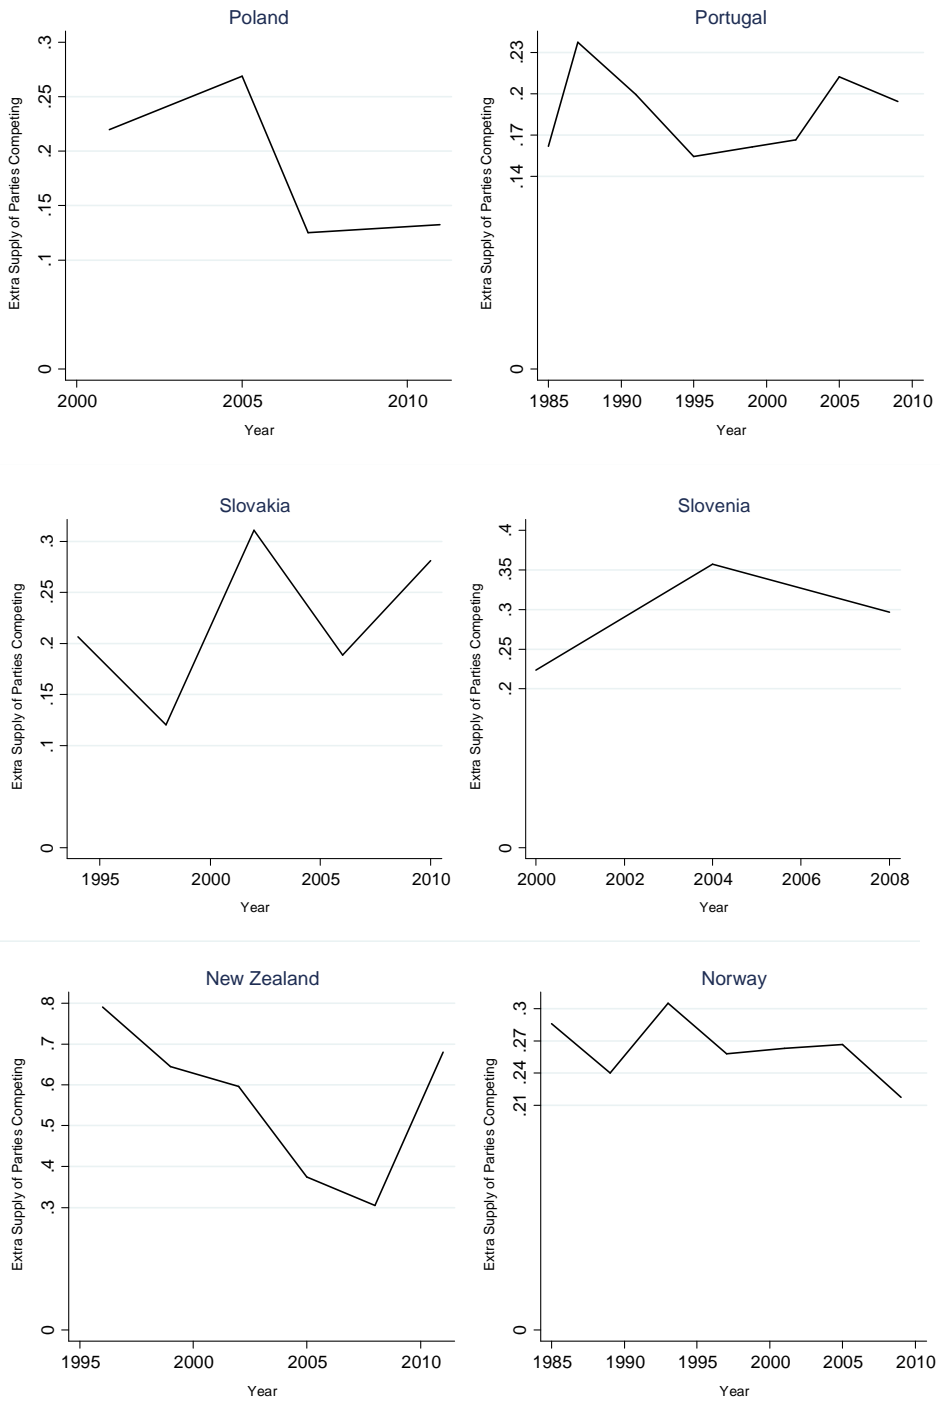 Poland
Extra Supply of Parties Competing
.3
.25
.2
.15
.1
0
2000 2005 2010
Year
Portugal
Extra Supply of Parties Competing
.23
.2
.17
.14
0
1985 1990 1995 2000 2005 2010
Year
Slovakia
Extra Supply of Parties Competing
.3
.25
.2
.15
.1
0
1995 2000 2005 2010
Year
Slovenia
Extra Supply of Parties Competing
.4
.35
.3
.25
.2
0
2000 2002 2004 2006 2008
Year
New Zealand
Extra Supply of Parties Competing
.8
.7
.6
.5
.4
.3
0
1995 2000 2005 2010
Year
Norway
Extra Supply of Parties Competing
.3
.27
.24
.21
0
1985 1990 1995 2000 2005 2010
Year